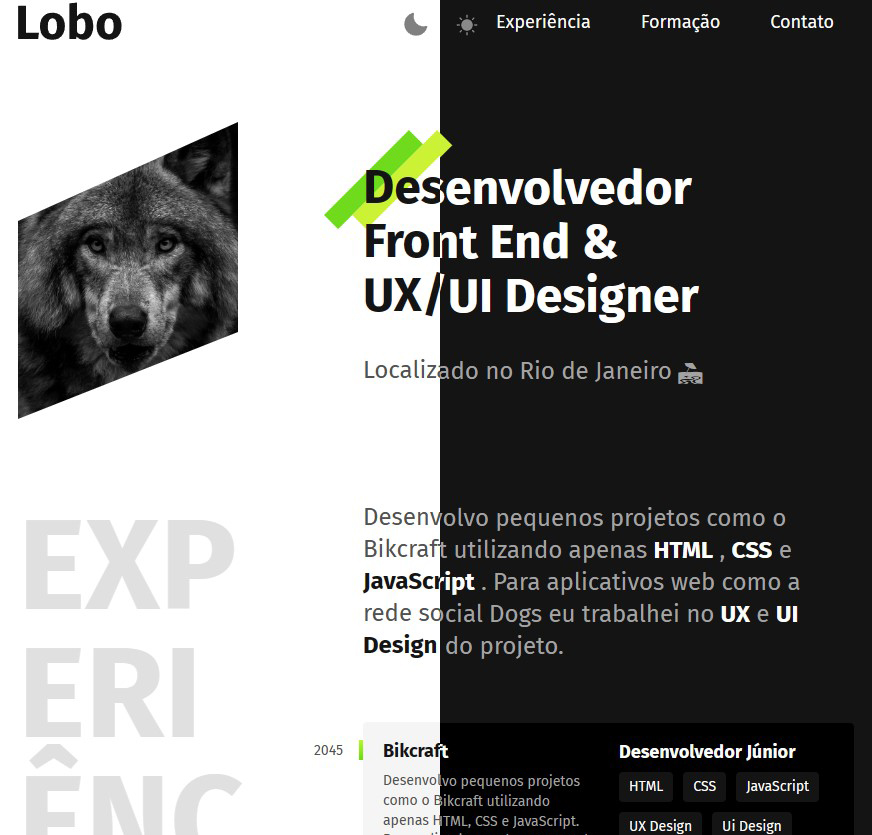 Lobo
Experiência Formação Contato
Desenvolvedor
Front End &
UX/UI Designer
Localizado no Rio de Janeiro
EXP
ERI
ÊNC
Desenvolvo pequenos projetos como o
Bikcraft utilizando apenas HTML , CSS e
JavaScript . Para aplicativos web como a
rede social Dogs eu trabalhei no UX e UI
Design do projeto.
2045
Bikcraft
Desenvolvo pequenos projetos
como o Bikcraft utilizando
apenas HTML, CSS e JavaScript.
Desenvolvedor Júnior
HTML CSS JavaScript
UX Design Ui Design